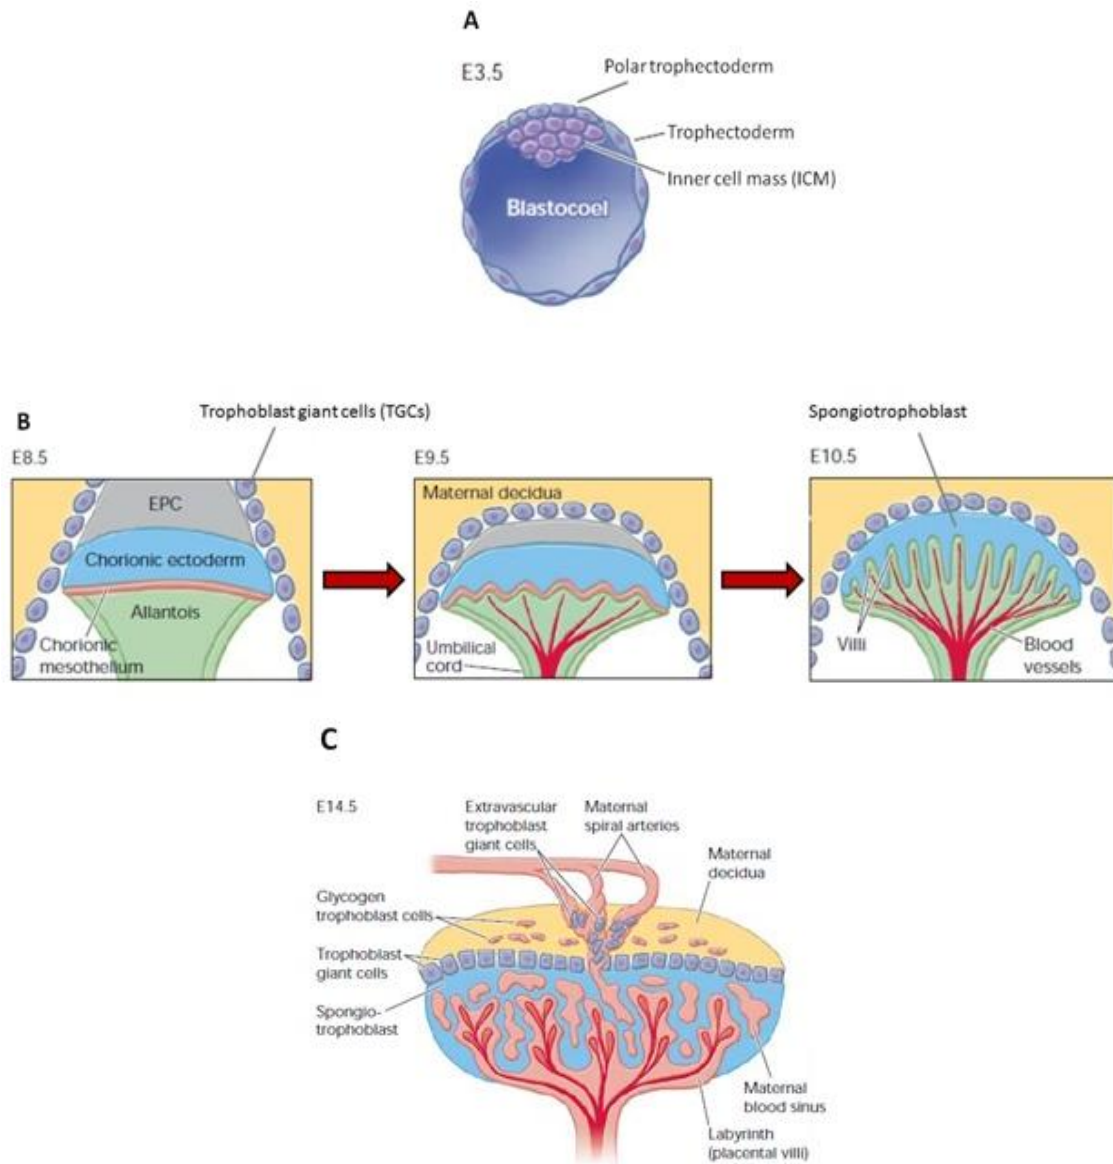 A
E3.5
Polar trophectoderm
Trophectoderm
Inner cell mass (ICM)
Blastocoel
B
Trophoblast giant cells (TGCs)
Spongiotrophoblast
E8.5
EPC
Chorionic ectoderm
Allantois
Chorionic
mesothelium
E9.5
Maternal decidua
Umbilical
cord
E10.5
Villi
Blood
vessels
C
E14.5
Extravascular
trophoblast
giant cells
Maternal
spiral arteries
Maternal
decidua
Glycogen
trophoblast cells
Trophoblast
giant cells
Spongio-
trophoblast
Maternal
blood sinus
Labyrinth
(placental villi)